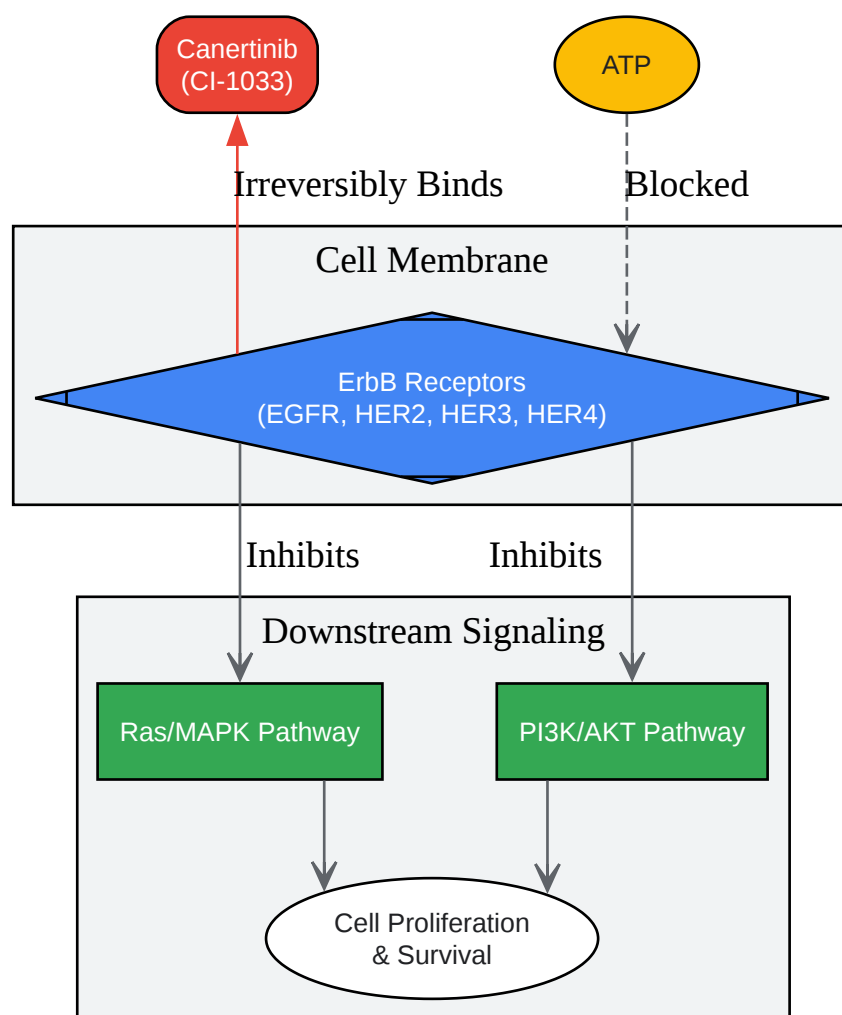 Canertinib
(CI-1033)
ATP
Irreversibly Binds
Blocked
Cell Membrane
ErbB Receptors
(EGFR, HER2, HER3, HER4)
Inhibits
Inhibits
Downstream Signaling
Ras/MAPK Pathway
PI3K/AKT Pathway
Cell Proliferation
& Survival